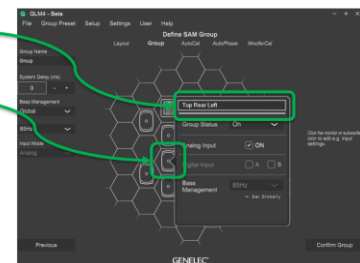 GLM4 - Beta
File Group Preset Setup Settings User Help
Define SAM Group
Layout Group AutoCal AutoPhase WooferCal
Group Name
Group
System Delay (ms)
0 - +
Bass Management
Global
85Hz
Input Mode
Analog
Top Rear Left
Group Status On
Analog Input ON
Digital Input A B
Bass Management 85Hz
<- Set Globally
Click the monitor or subwoofer icon to edit e.g. input settings.
Previous
Confirm Group
GENELEC